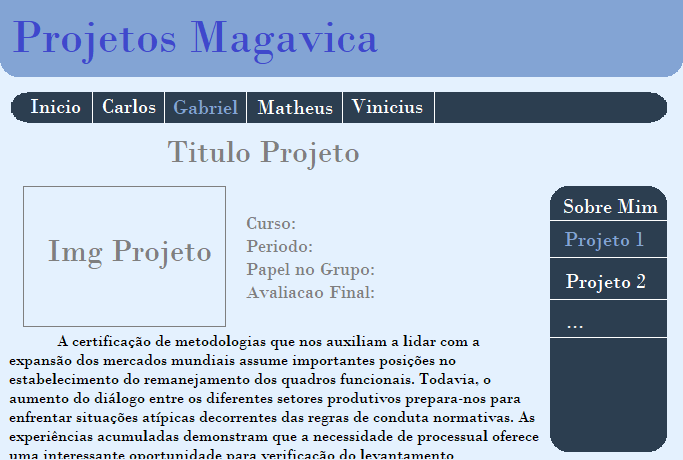 Projetos Magavica
Inicio Carlos Gabriel Matheus Vinicius
Titulo Projeto
Img Projeto
Curso:
Periodo:
Papel no Grupo:
Avaliacao Final:
Sobre Mim
Projeto 1
Projeto 2
...
A certificação de metodologias que nos auxiliam a lidar com a
expansão dos mercados mundiais assume importantes posições no
estabelecimento do remanejamento dos quadros funcionais. Todavia, o
aumento do diálogo entre os diferentes setores produtivos prepara-nos para
enfrentar situações atípicas decorrentes das regras de conduta normativas. As
experiências acumuladas demonstram que a necessidade de processual oferece
uma interessante oportunidade para verificação do levantamento